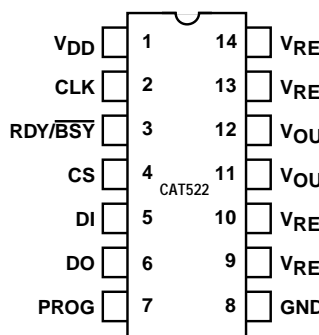 VDD 1 14 VRE
CLK 2 13 VRE
RDY/BSY 3 12 VOU
CS 4 11 VOU
CAT522
DI 5 10 VRE
DO 6 9 VRE
PROG 7 8 GND